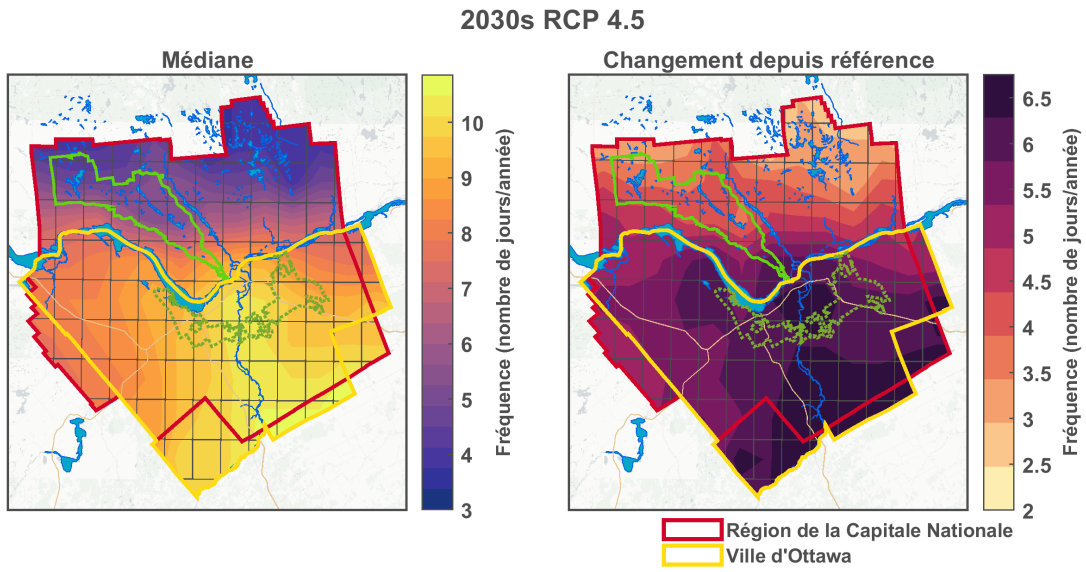 2030s RCP 4.5
Médiane
Changement depuis référence
10
9
8
7
6
5
4
3
Fréquence (nombre de jours/année)
6.5
6
5.5
5
4.5
4
3.5
3
2.5
2
Fréquence (nombre de jours/année)
Région de la Capitale Nationale
Ville d'Ottawa